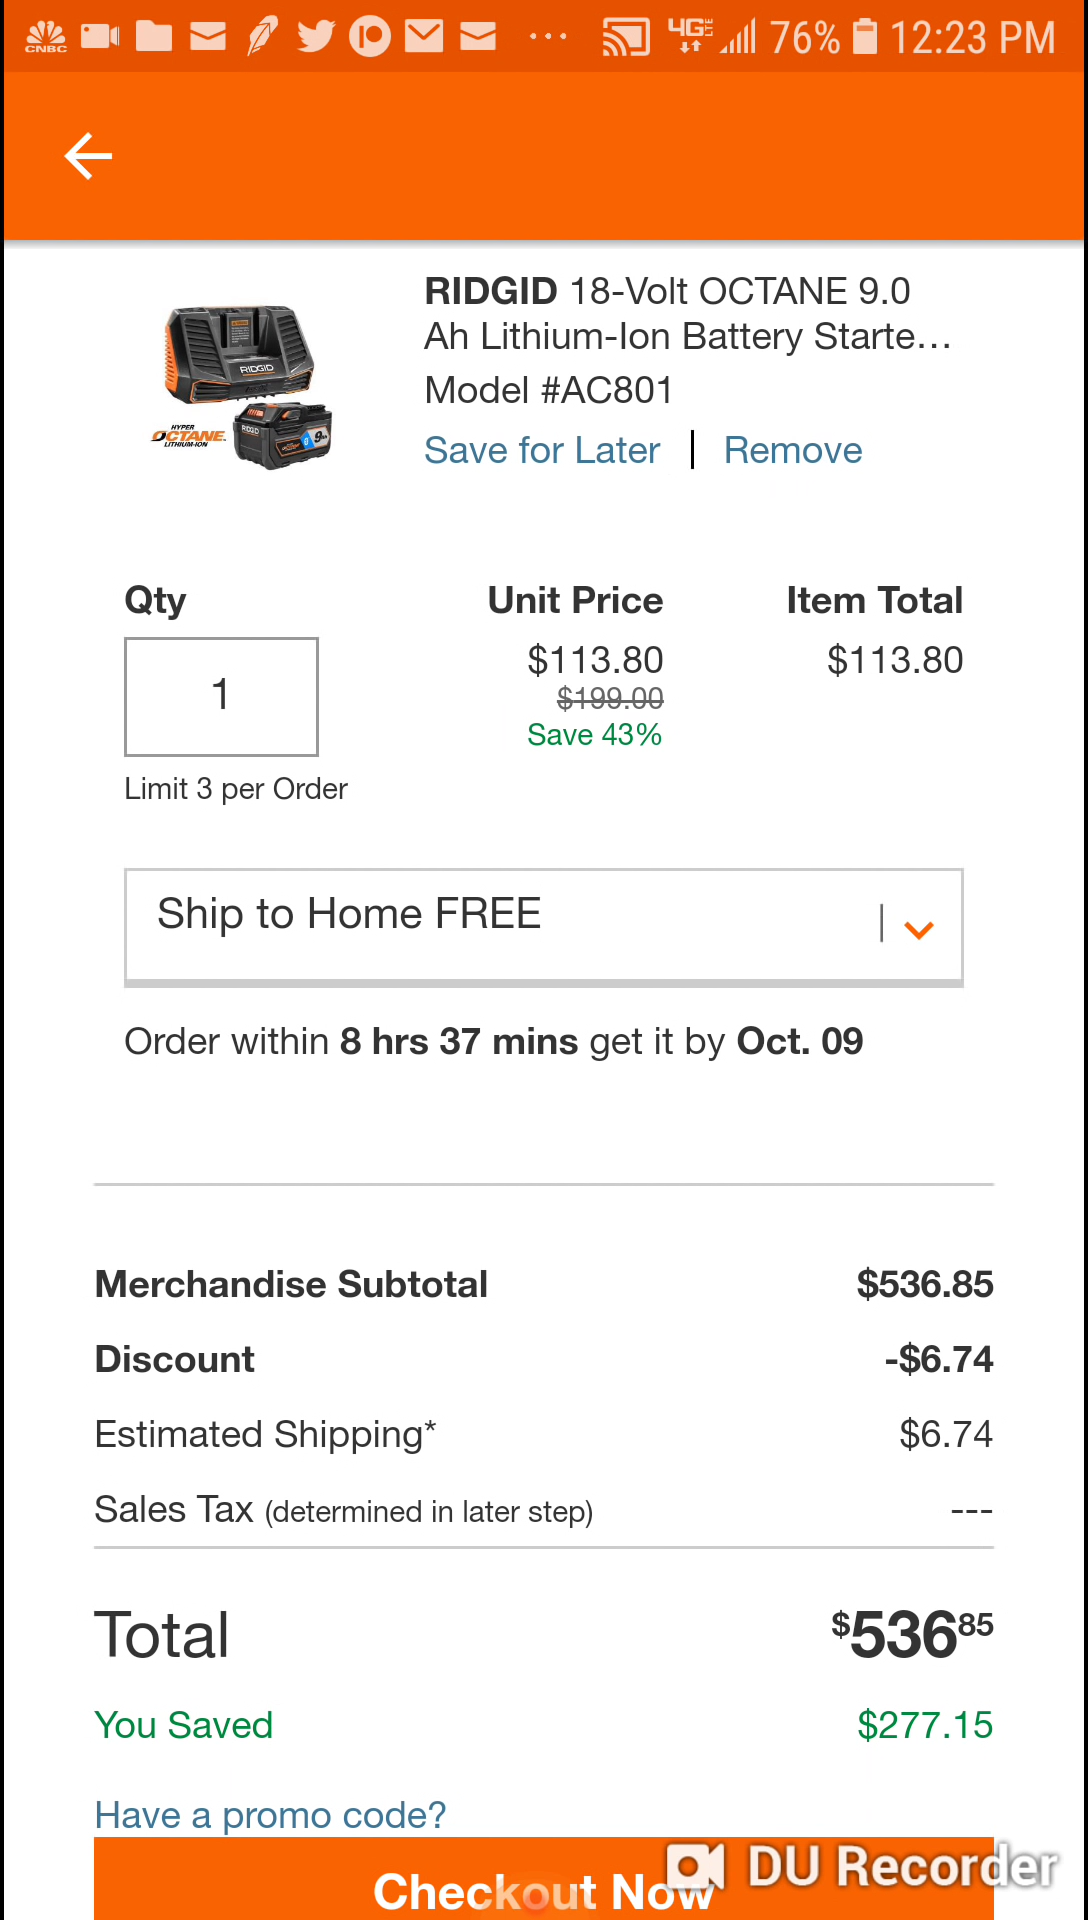 CNBC 4G LTE 76% 12:23 PM
RIDGID 18-Volt OCTANE 9.0
Ah Lithium-Ion Battery Starte...
Model #AC801
Save for Later | Remove
RIDGID
HYPER
OCTANE
LITHIUM-ION
RIDGID
9Ah
Qty Unit Price Item Total
1 $113.80 $113.80
$199.00
Save 43%
Limit 3 per Order
Ship to Home FREE
Order within 8 hrs 37 mins get it by Oct. 09
Merchandise Subtotal $536.85
Discount -$6.74
Estimated Shipping* $6.74
Sales Tax (determined in later step) ---
Total $53685
You Saved $277.15
Have a promo code?
Checkout Now
DU Recorder